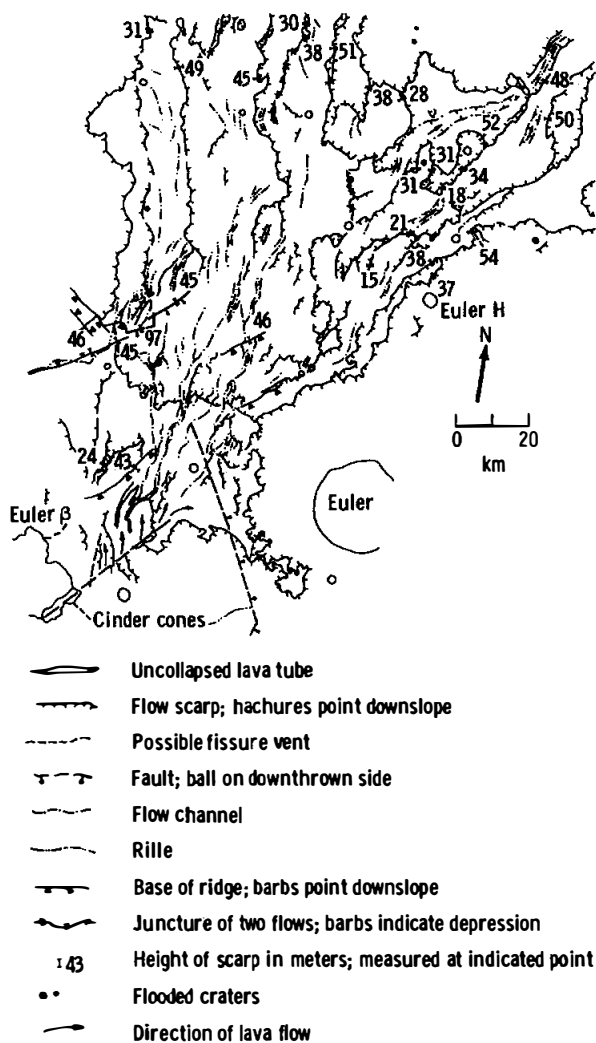 31
30
38
51
49
45
38
28
48
52
50
31
34
31
18
21
38
54
15
45
37
Euler H
46
97
46
45
N
0 20
km
24
43
Euler
Euler β
Cinder cones
Uncollapsed lava tube
Flow scarp; hachures point downslope
Possible fissure vent
Fault; ball on downthrown side
Flow channel
Rille
Base of ridge; barbs point downslope
Juncture of two flows; barbs indicate depression
43 Height of scarp in meters; measured at indicated point
Flooded craters
Direction of lava flow